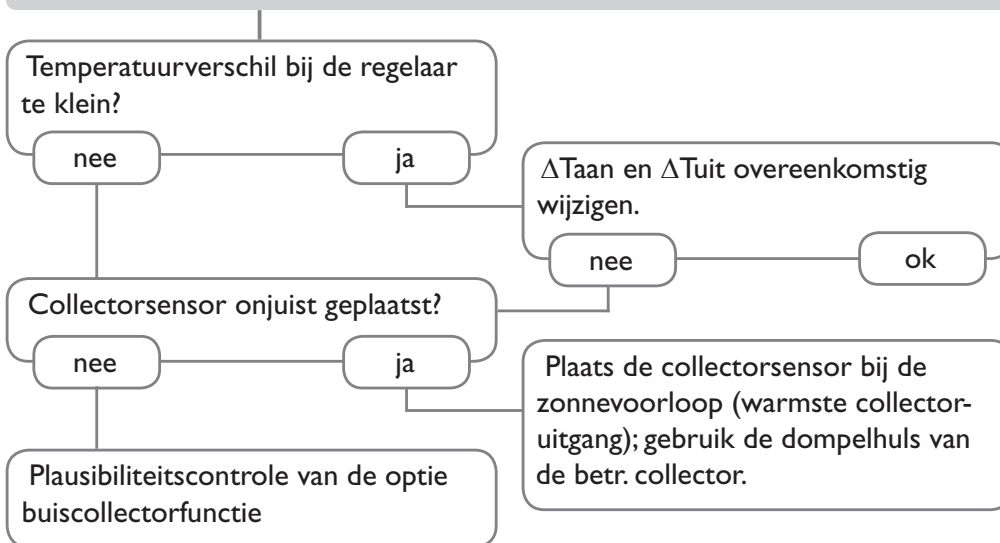 Temperatuurverschil bij de regelaar
te klein?
nee
ja
ΔTaan en ΔTuit overeenkomstig
wijzigen.
nee
ok
Collectorsensor onjuist geplaatst?
nee
ja
Plaats de collectorsensor bij de
zonnevoorloop (warmste collector-
uitgang); gebruik de dompelhuls van
de betr. collector.
Plausibiliteitscontrole van de optie
buiscollectorfunctie